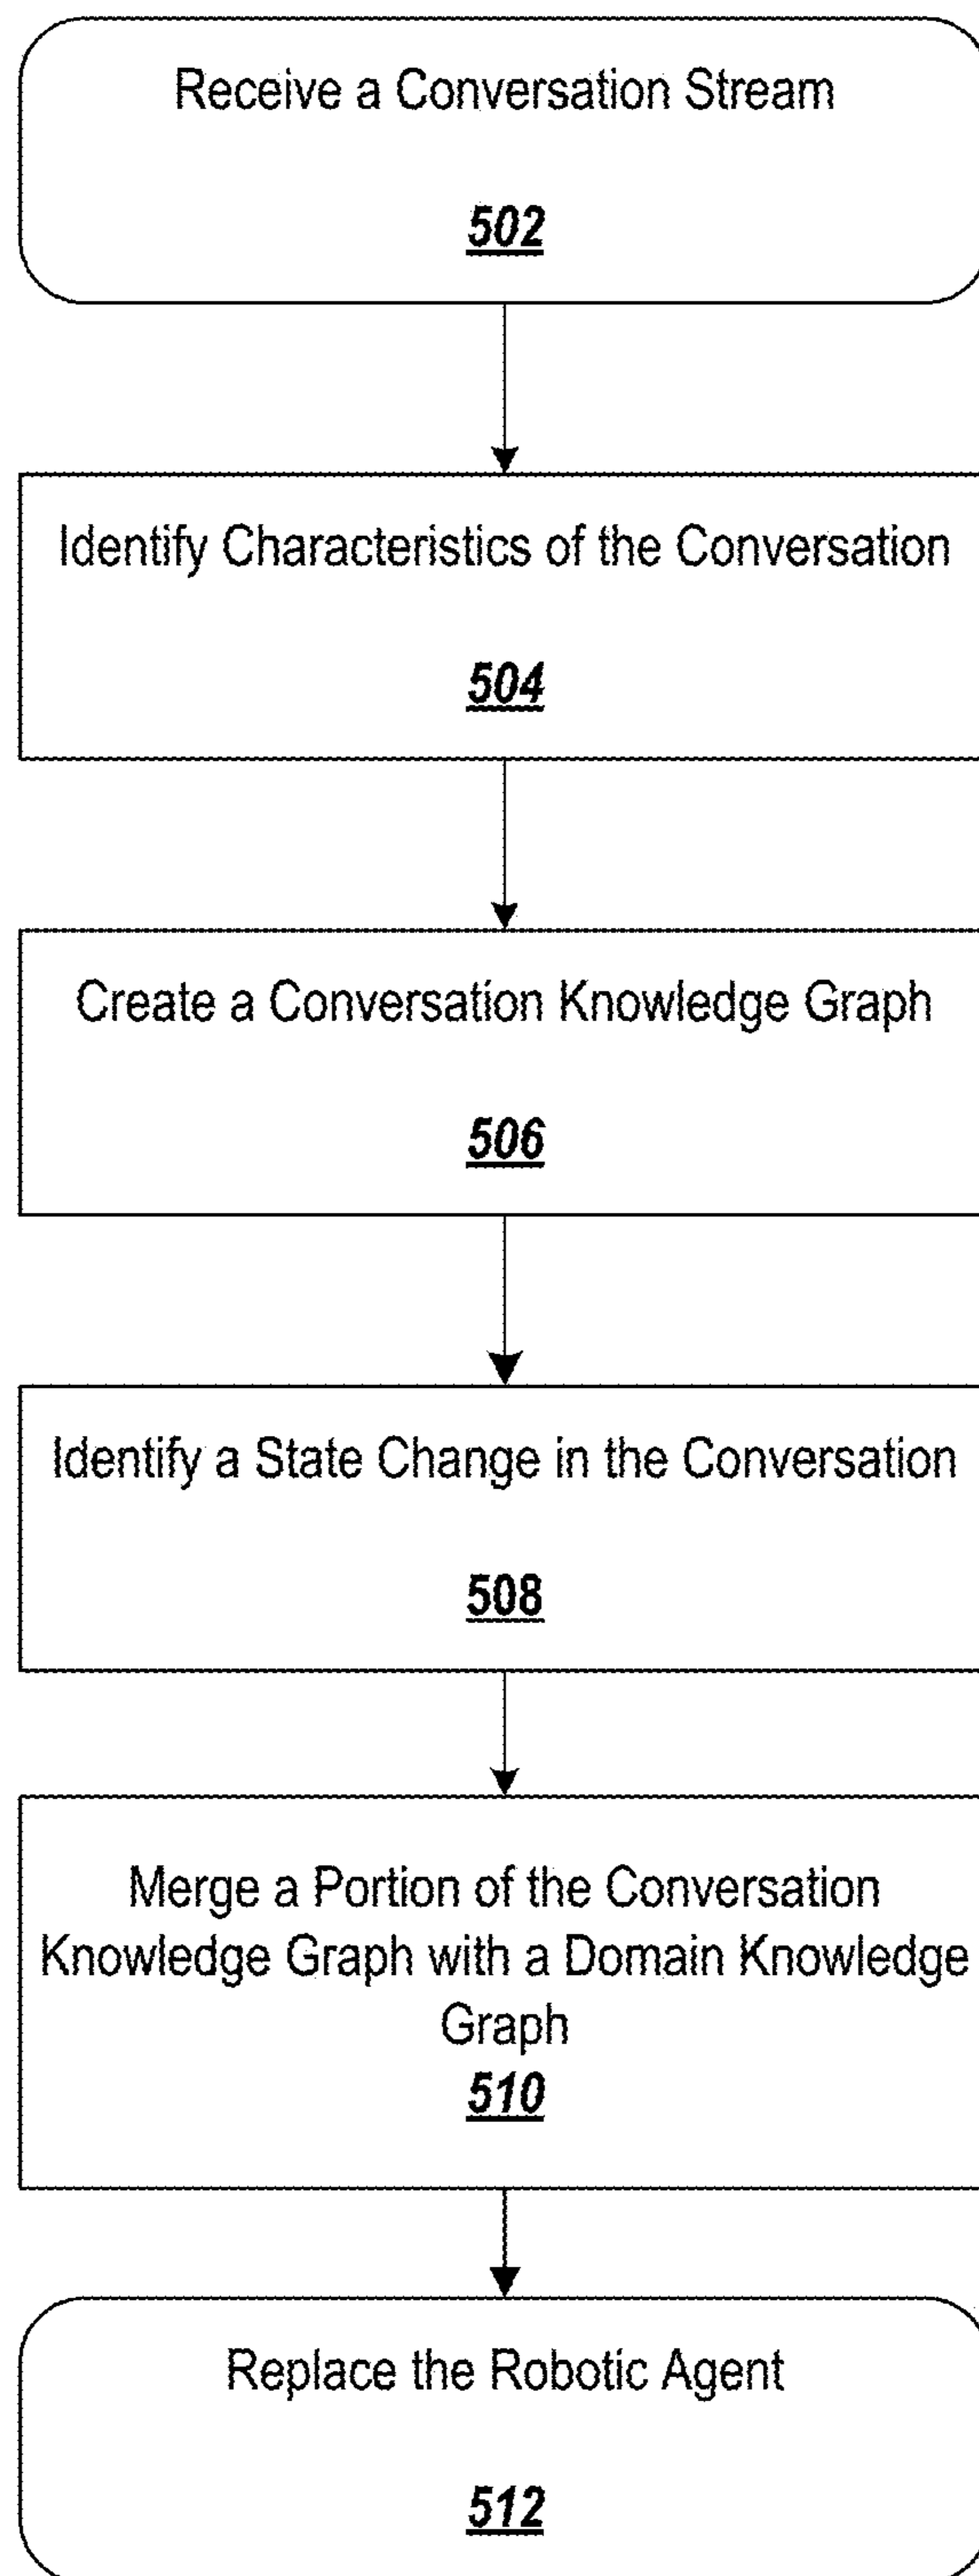 Receive a Conversation Stream
502
Identify Characteristics of the Conversation
504
Create a Conversation Knowledge Graph
506
Identify a State Change in the Conversation
508
Merge a Portion of the Conversation
Knowledge Graph with a Domain Knowledge
Graph
510
Replace the Robotic Agent
512